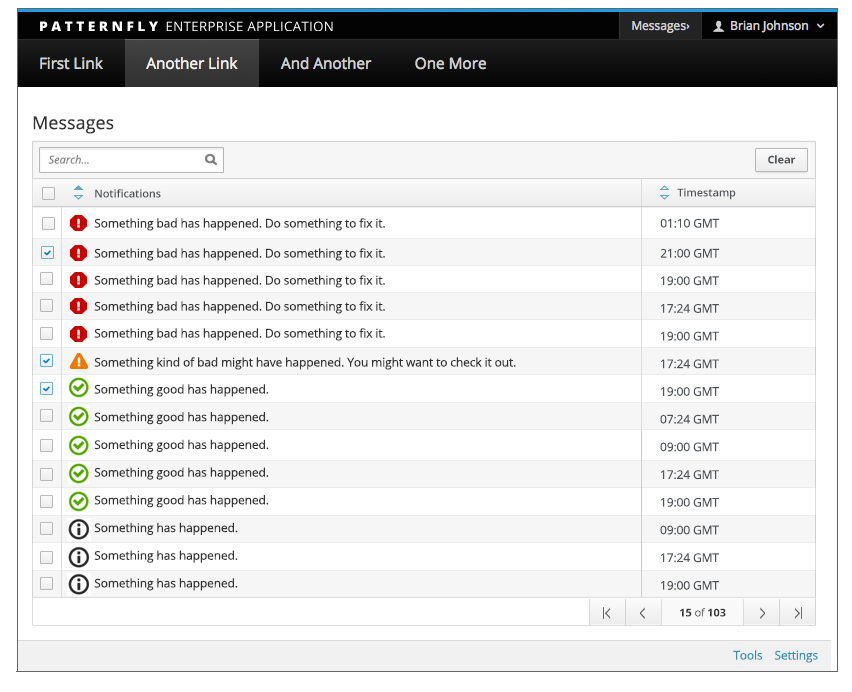 PATTERNFLY ENTERPRISE APPLICATION Messages› Brian Johnson
First Link Another Link And Another One More
Messages
Search... Clear
Notifications Timestamp
Something bad has happened. Do something to fix it. 01:10 GMT
Something bad has happened. Do something to fix it. 21:00 GMT
Something bad has happened. Do something to fix it. 19:00 GMT
Something bad has happened. Do something to fix it. 17:24 GMT
Something bad has happened. Do something to fix it. 19:00 GMT
Something kind of bad might have happened. You might want to check it out. 17:24 GMT
Something good has happened. 19:00 GMT
Something good has happened. 07:24 GMT
Something good has happened. 09:00 GMT
Something good has happened. 17:24 GMT
Something good has happened. 19:00 GMT
Something has happened. 09:00 GMT
Something has happened. 17:24 GMT
Something has happened. 19:00 GMT
15 of 103
Tools Settings